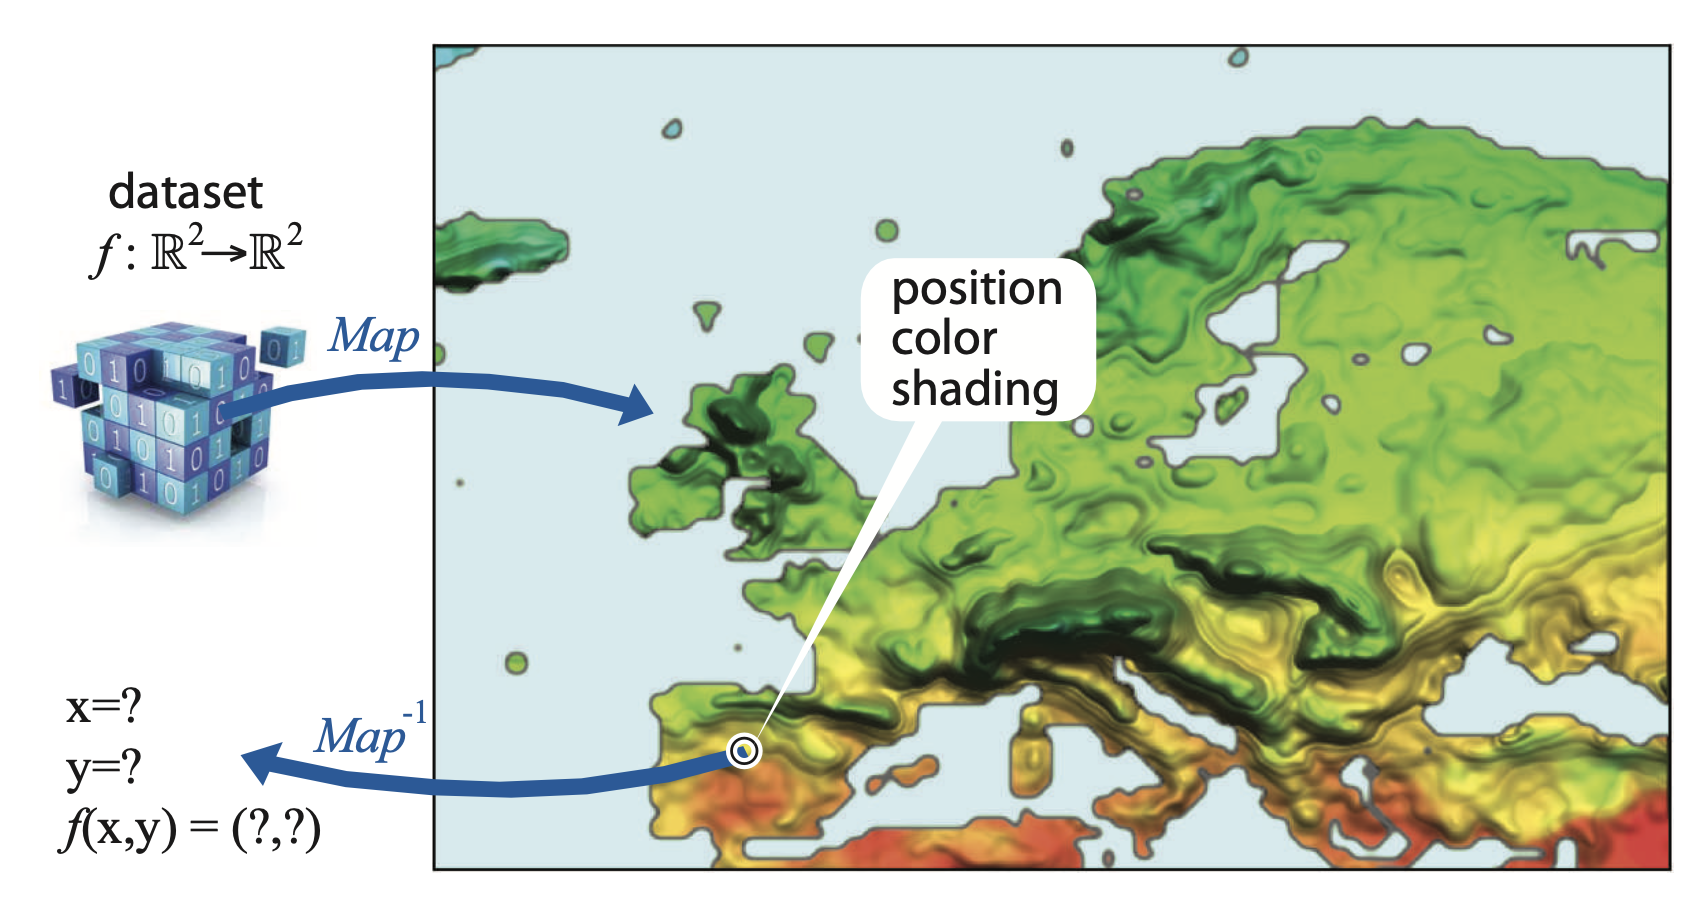 dataset
f : ℝ²→ℝ²
Map
position
color
shading
x=?
y=?
f(x,y) = (?,?)
Map⁻¹